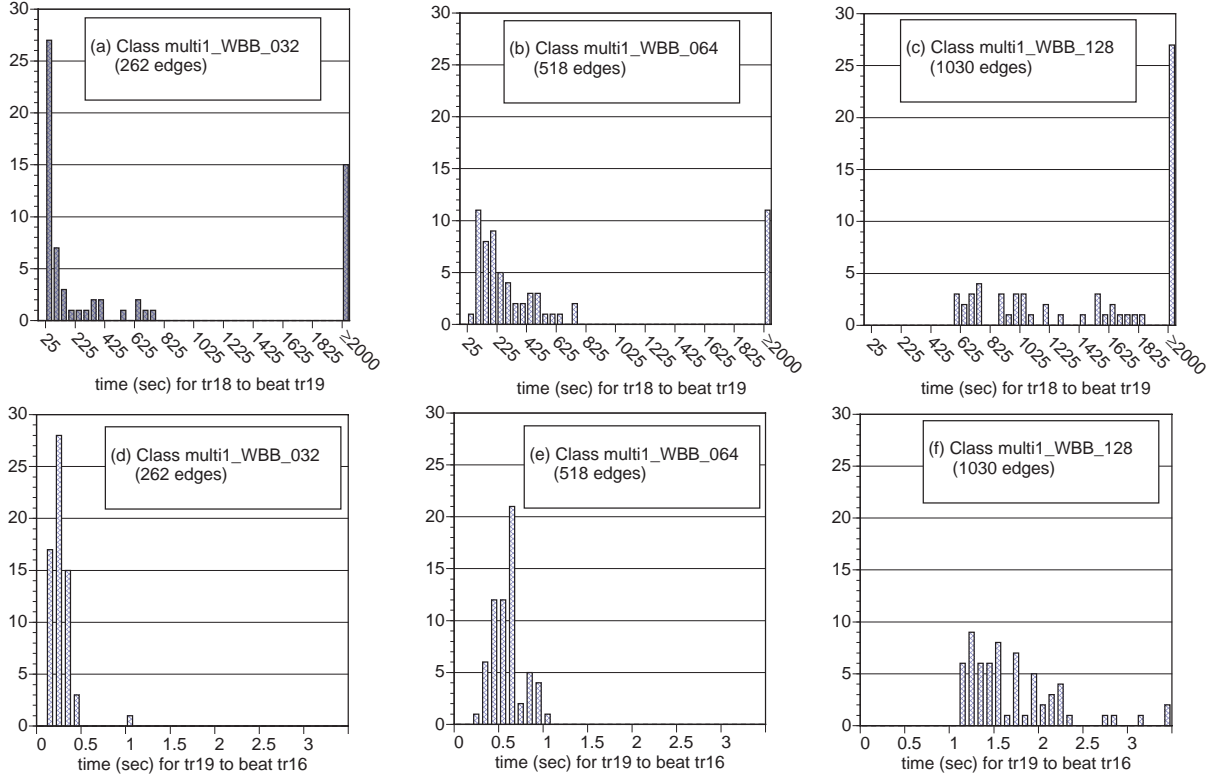 30
25
20
15
10
5
0
(a) Class multi1_WBB_032
(262 edges)
25 225 425 625 825 1025 1225 1425 1625 1825 ≥2000
time (sec) for tr18 to beat tr19
30
25
20
15
10
5
0
(b) Class multi1_WBB_064
(518 edges)
25 225 425 625 825 1025 1225 1425 1625 1825 ≥2000
time (sec) for tr18 to beat tr19
30
25
20
15
10
5
0
(c) Class multi1_WBB_128
(1030 edges)
25 225 425 625 825 1025 1225 1425 1625 1825 ≥2000
time (sec) for tr18 to beat tr19
30
25
20
15
10
5
0
(d) Class multi1_WBB_032
(262 edges)
0 0.5 1 1.5 2 2.5 3
time (sec) for tr19 to beat tr16
30
25
20
15
10
5
0
(e) Class multi1_WBB_064
(518 edges)
0 0.5 1 1.5 2 2.5 3
time (sec) for tr19 to beat tr16
30
25
20
15
10
5
0
(f) Class multi1_WBB_128
(1030 edges)
0 0.5 1 1.5 2 2.5 3
time (sec) for tr19 to beat tr16